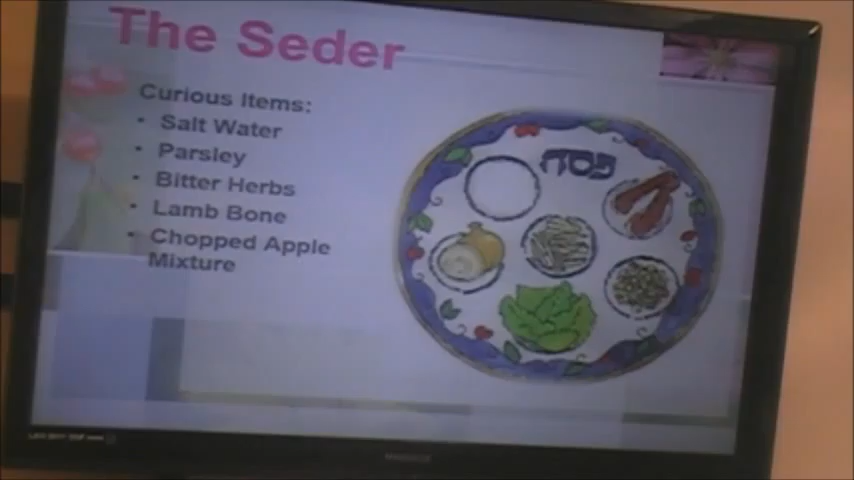 The Seder
Curious Items:
• Salt Water
• Parsley
• Bitter Herbs
• Lamb Bone
• Chopped Apple
Mixture
פסח